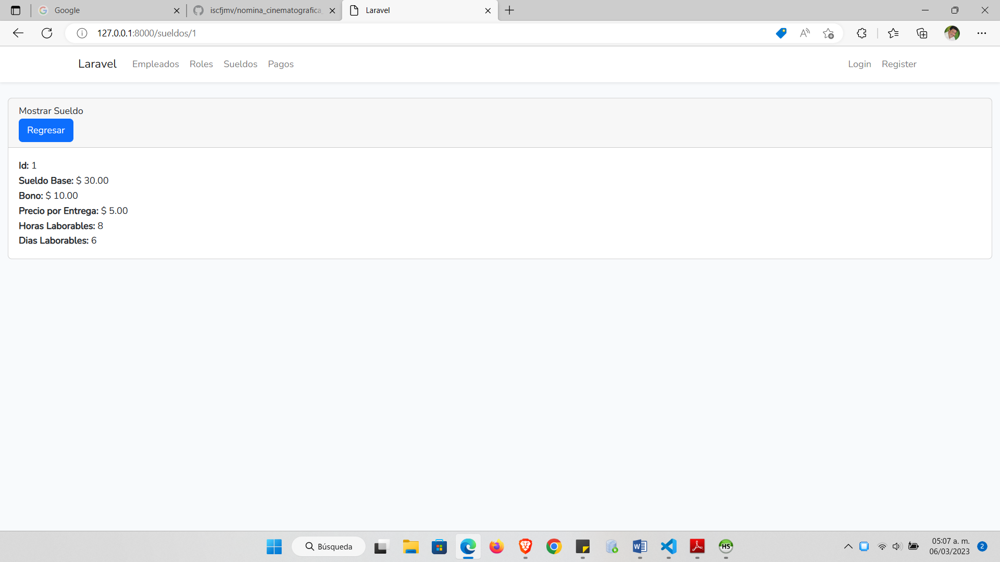 Google
iscfjmv/nomina_cinematografica_
Laravel
127.0.0.1:8000/sueldos/1
Laravel Empleados Roles Sueldos Pagos Login Register
Mostrar Sueldo
Regresar
Id: 1
Sueldo Base: $ 30.00
Bono: $ 10.00
Precio por Entrega: $ 5.00
Horas Laborables: 8
Dias Laborables: 6
Búsqueda
HS
05:07 a. m.
06/03/2023
2